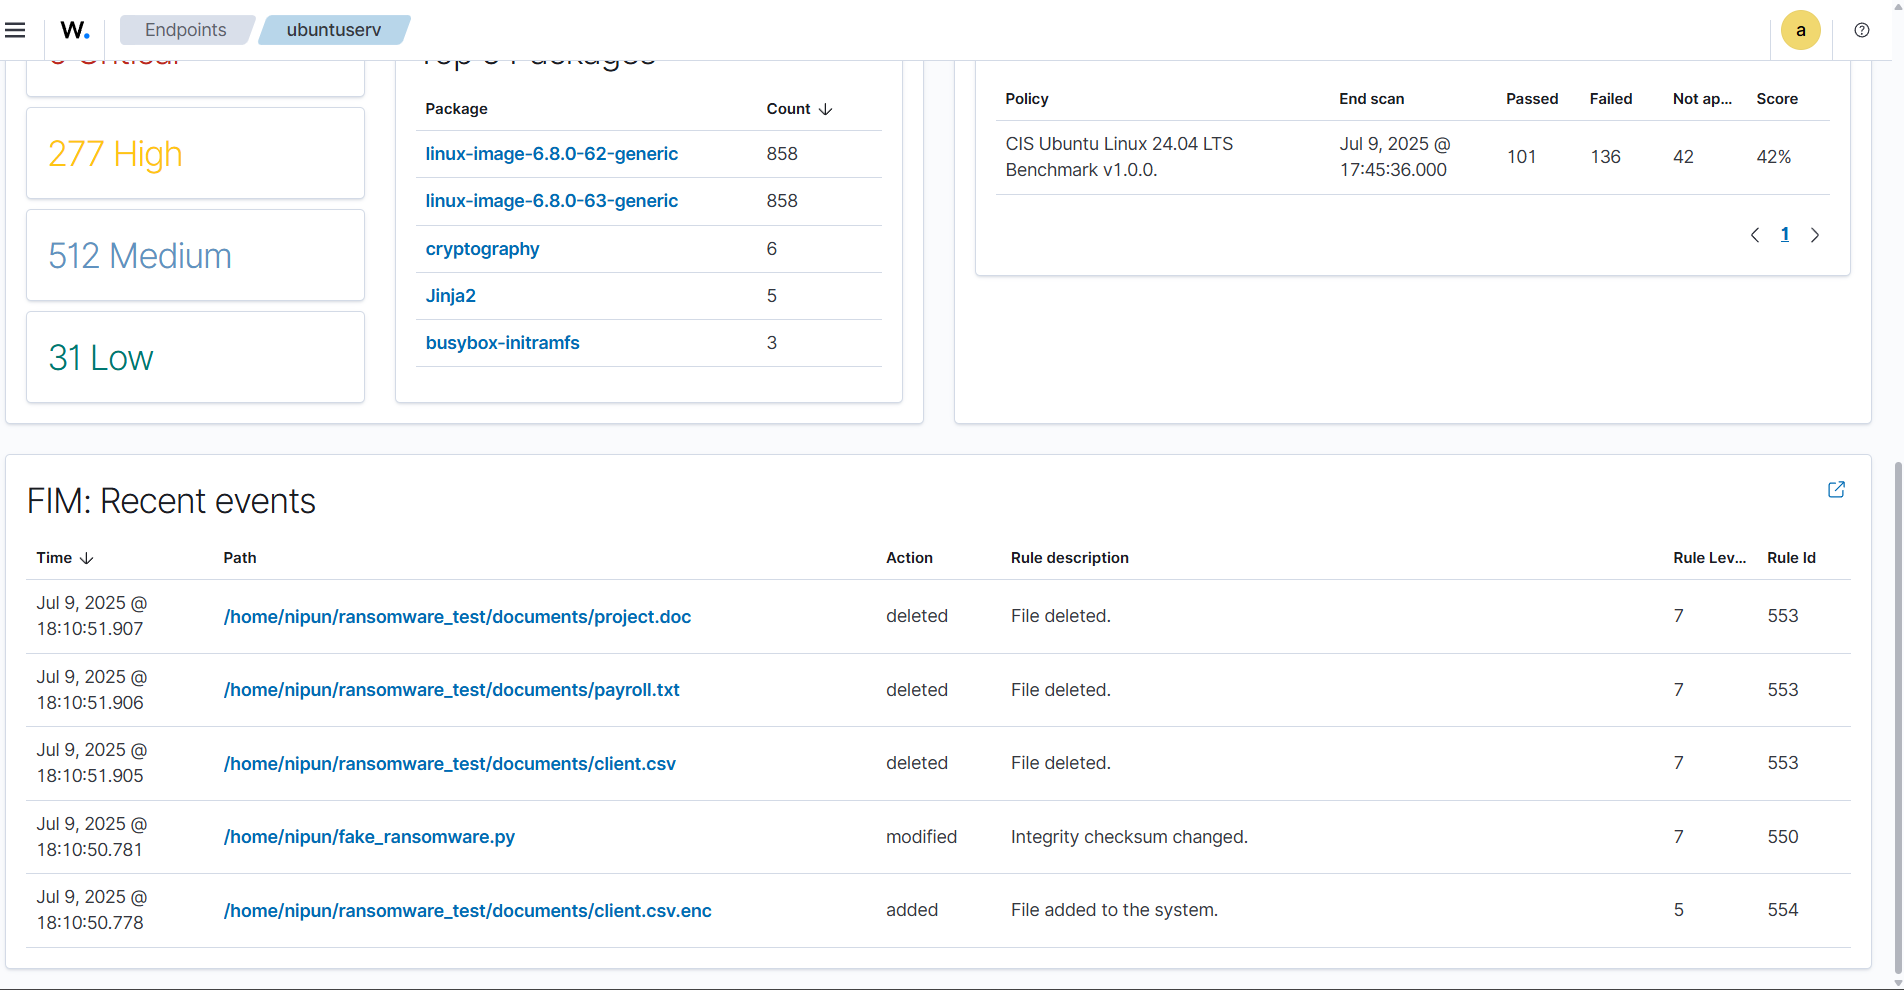 W.
Endpoints
ubuntuserv
a
Critical
Packages
277 High
512 Medium
31 Low
Package Count
linux-image-6.8.0-62-generic 858
linux-image-6.8.0-63-generic 858
cryptography 6
Jinja2 5
busybox-initramfs 3
Policy End scan Passed Failed Not ap... Score
CIS Ubuntu Linux 24.04 LTS Jul 9, 2025 @ 101 136 42 42%
Benchmark v1.0.0. 17:45:36.000
1
FIM: Recent events
Time Path Action Rule description Rule Lev... Rule Id
Jul 9, 2025 @
18:10:51.907 /home/nipun/ransomware_test/documents/project.doc deleted File deleted. 7 553
Jul 9, 2025 @
18:10:51.906 /home/nipun/ransomware_test/documents/payroll.txt deleted File deleted. 7 553
Jul 9, 2025 @
18:10:51.905 /home/nipun/ransomware_test/documents/client.csv deleted File deleted. 7 553
Jul 9, 2025 @
18:10:50.781 /home/nipun/fake_ransomware.py modified Integrity checksum changed. 7 550
Jul 9, 2025 @
18:10:50.778 /home/nipun/ransomware_test/documents/client.csv.enc added File added to the system. 5 554